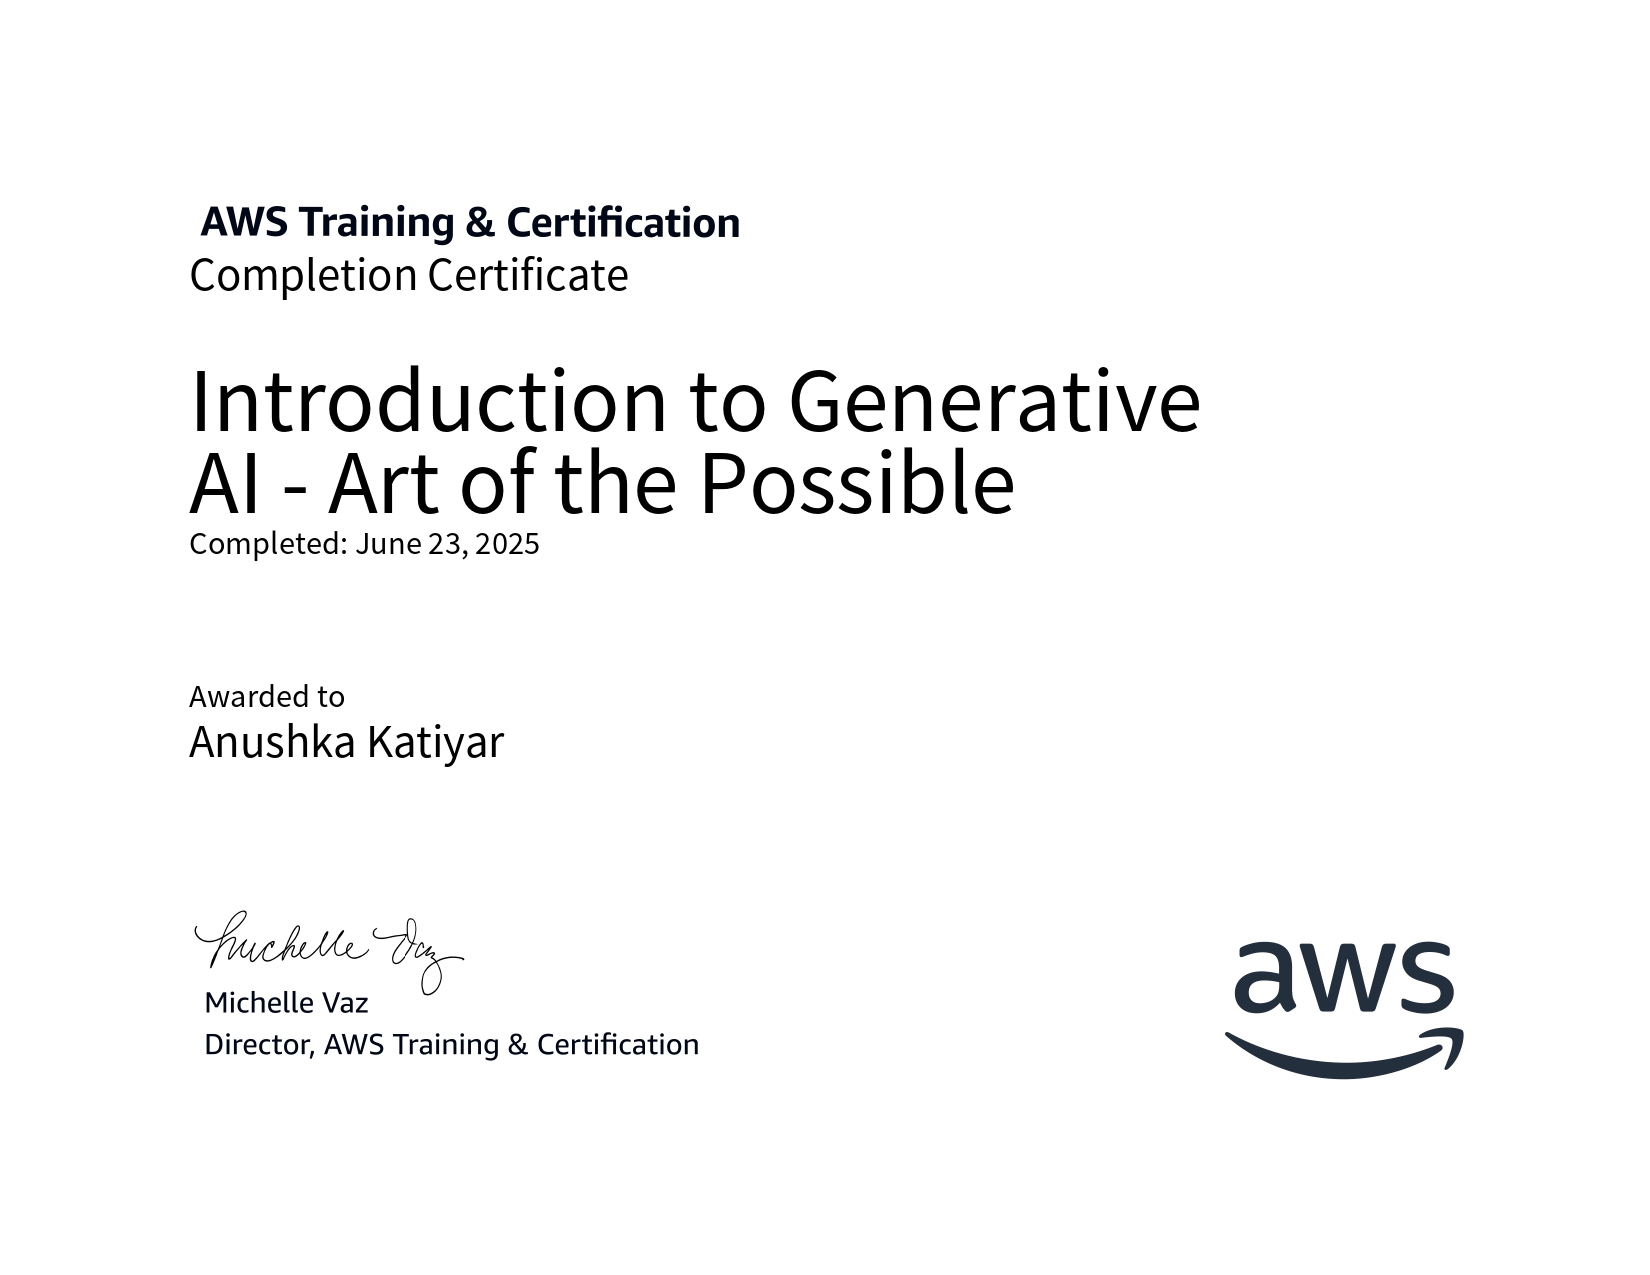 AWS Training & Certification
Completion Certificate
Introduction to Generative
AI - Art of the Possible
Completed: June 23, 2025
Awarded to
Anushka Katiyar
Michelle Vaz
Michelle Vaz
Director, AWS Training & Certification
aws